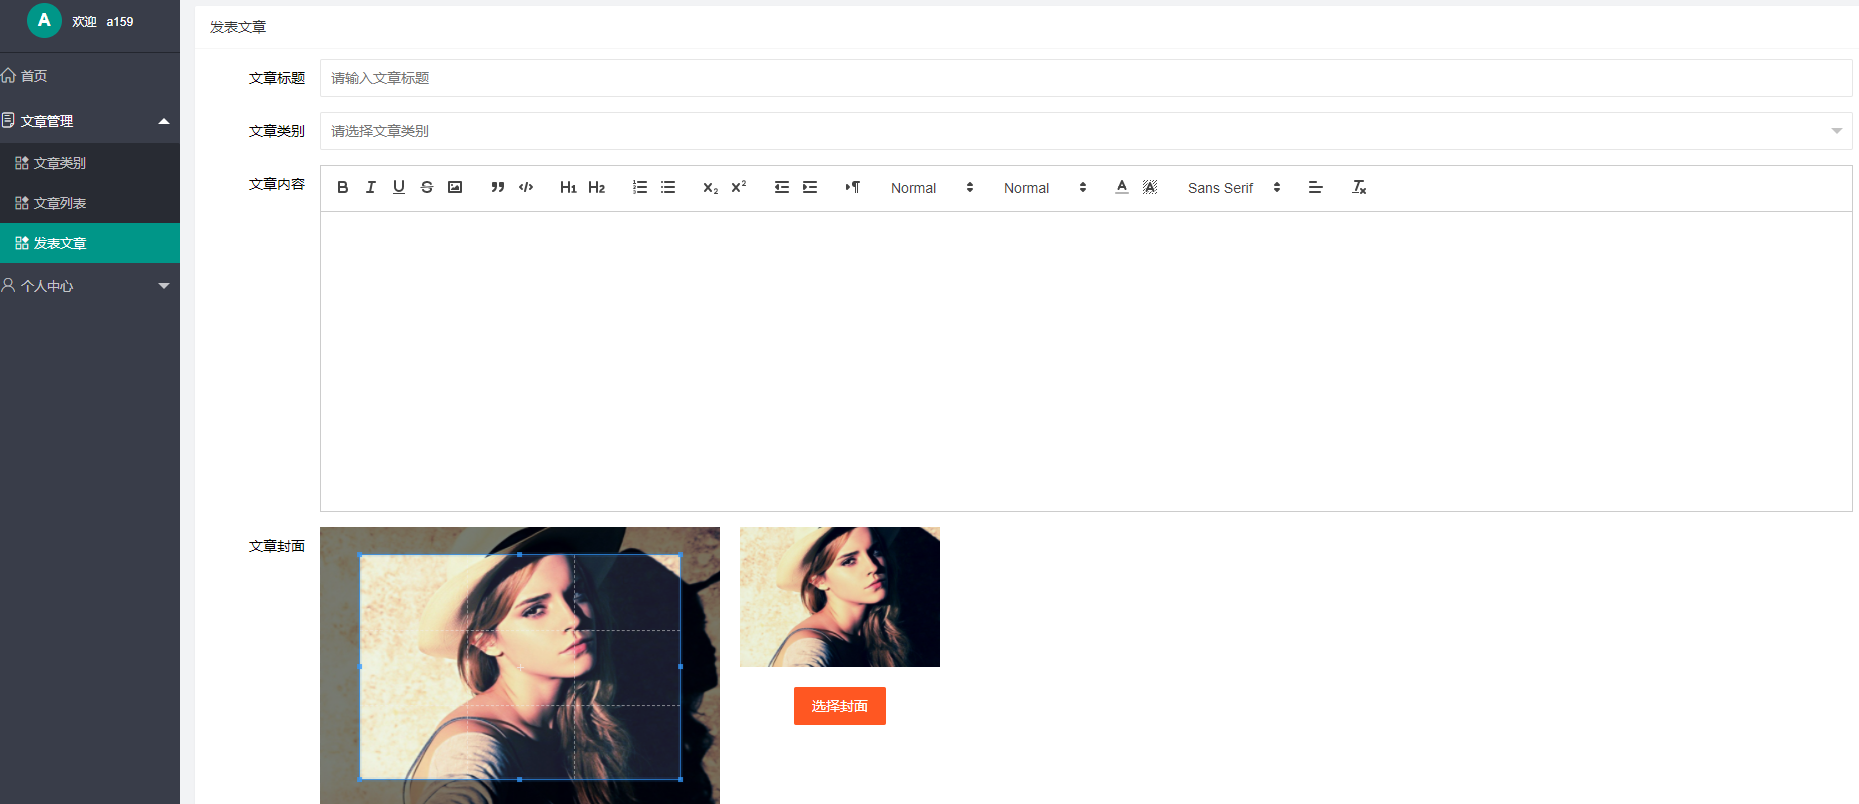 A 欢迎 a159
首页
文章管理
文章类别
文章列表
发表文章
个人中心
发表文章
文章标题 请输入文章标题
文章类别 请选择文章类别
文章内容
B I U S H1 H2 X2 X2 Normal Normal A A Sans Serif Tx
文章封面
选择封面